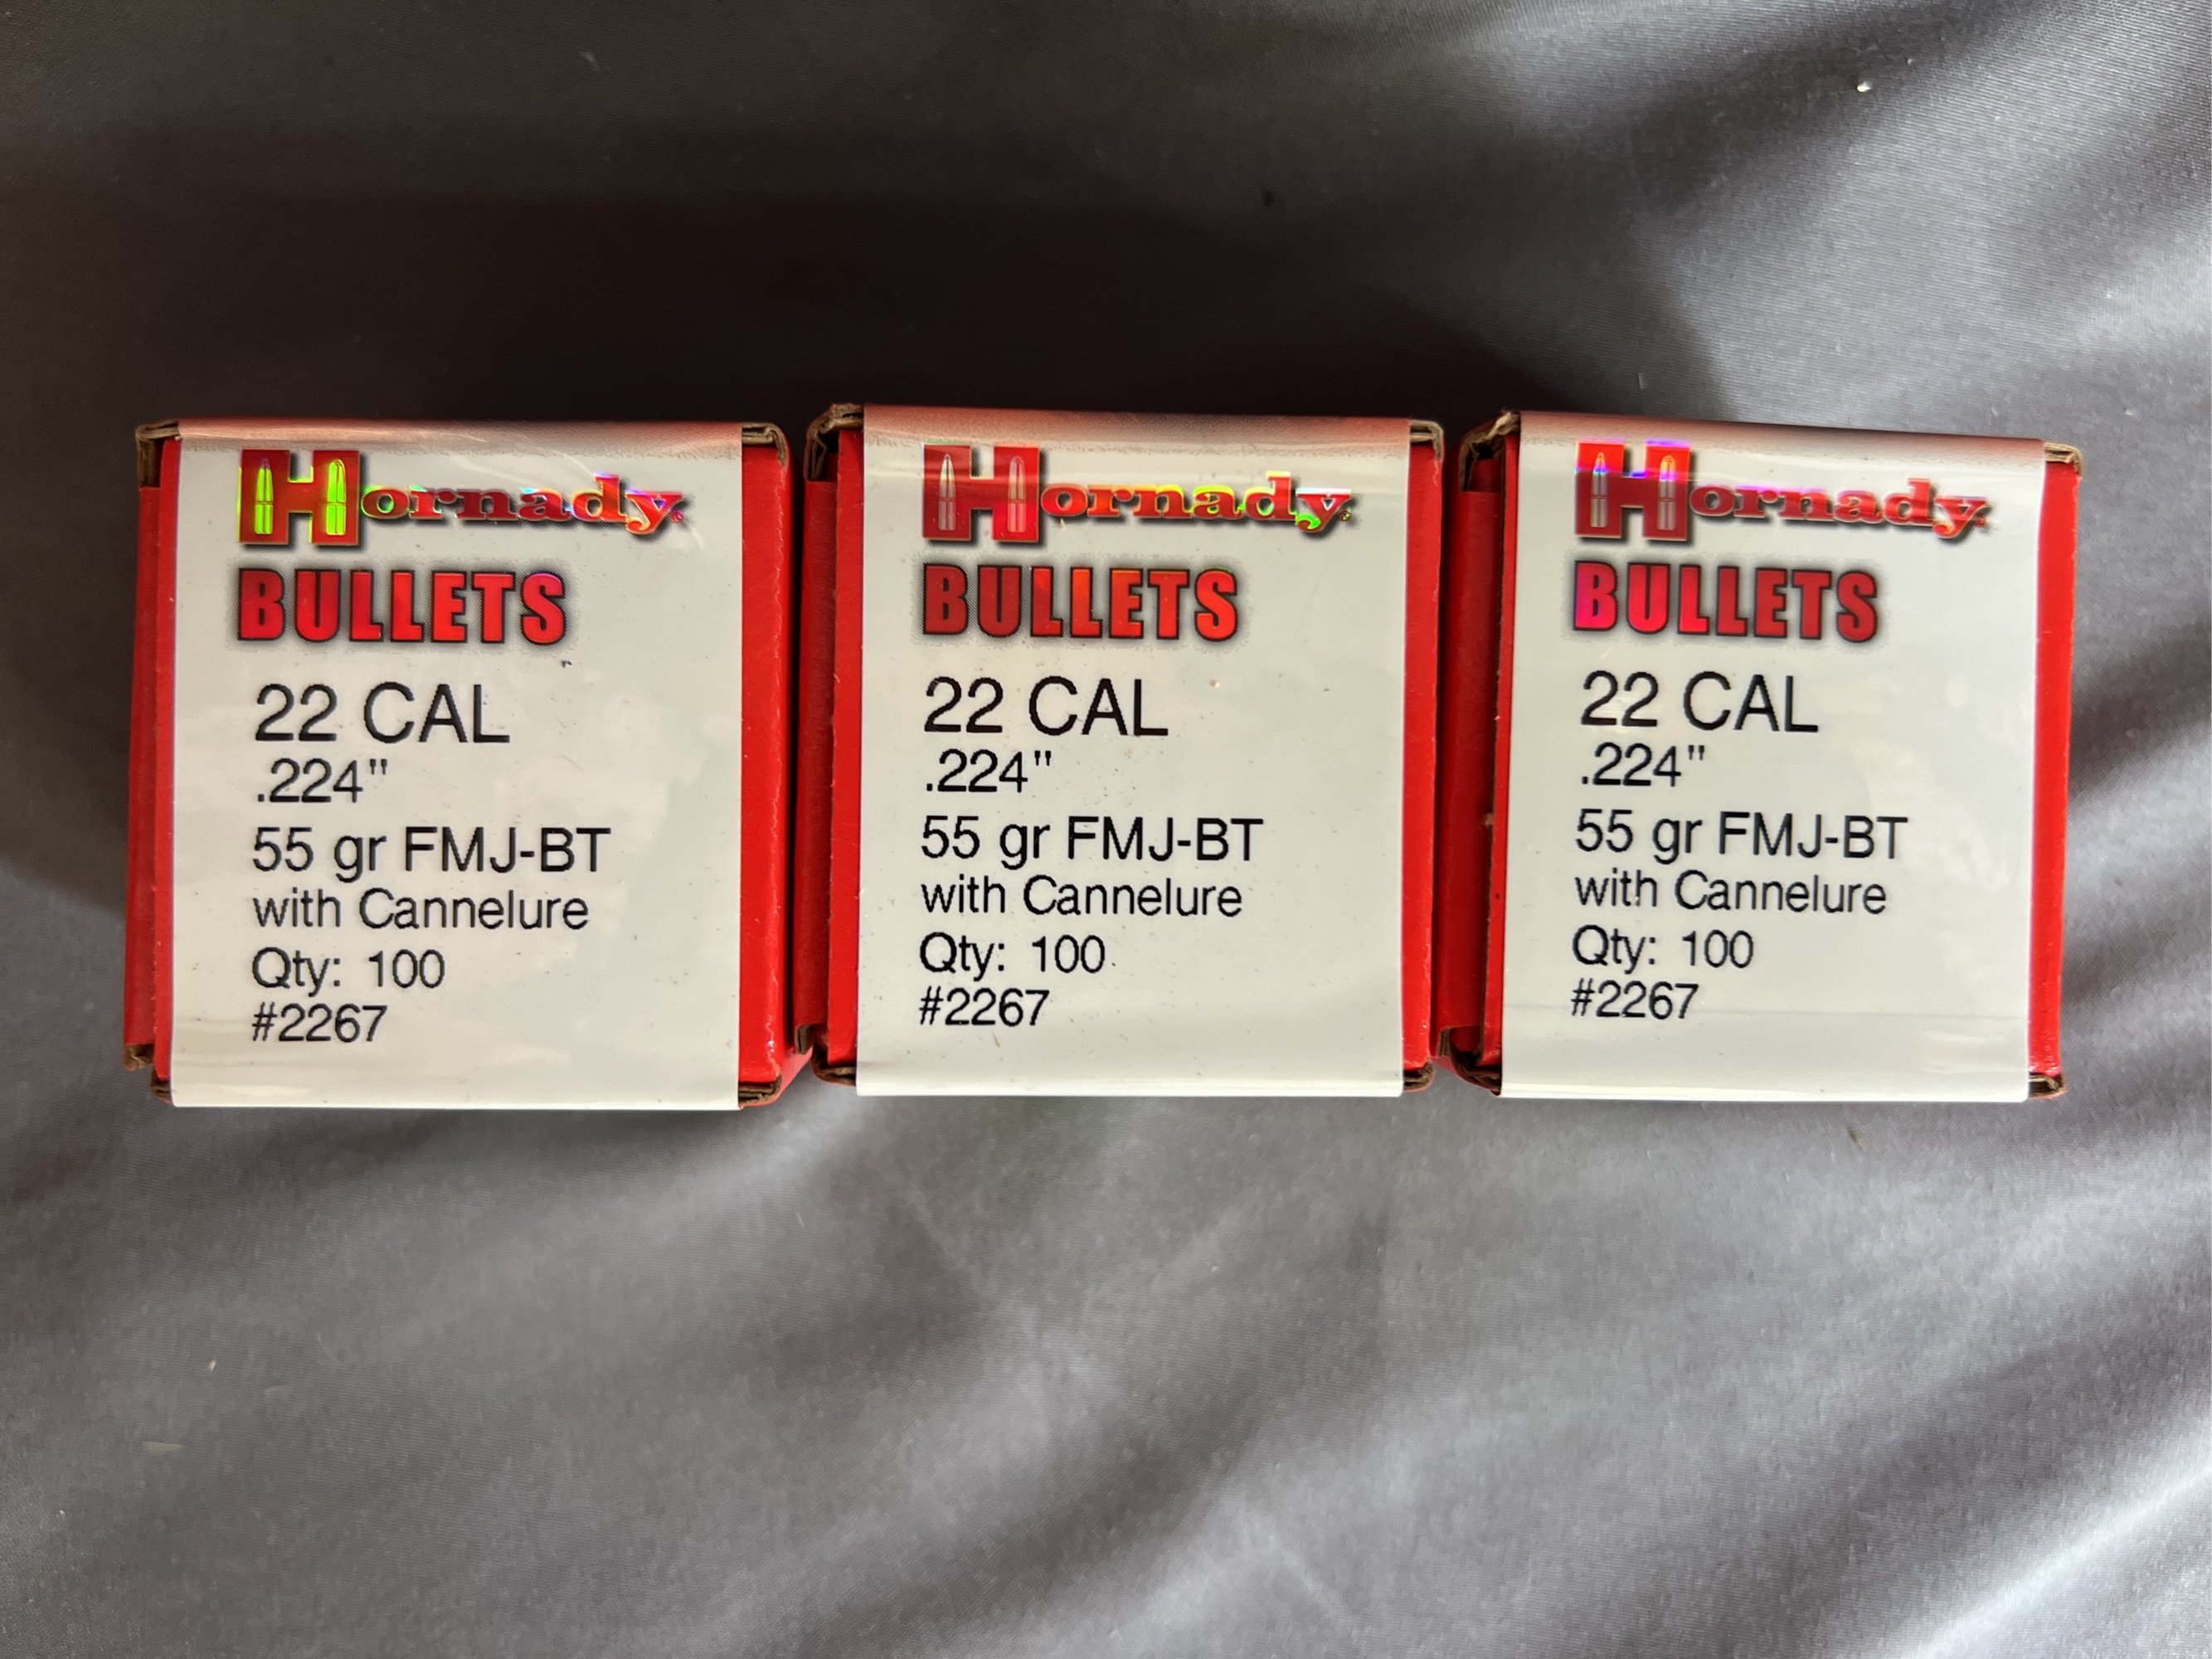 Hornady
BULLETS
22 CAL
.224"
55 gr FMJ-BT
with Cannelure
Qty: 100
#2267
Hornady
BULLETS
22 CAL
.224"
55 gr FMJ-BT
with Cannelure
Qty: 100
#2267
Hornady
BULLETS
22 CAL
.224"
55 gr FMJ-BT
with Cannelure
Qty: 100
#2267